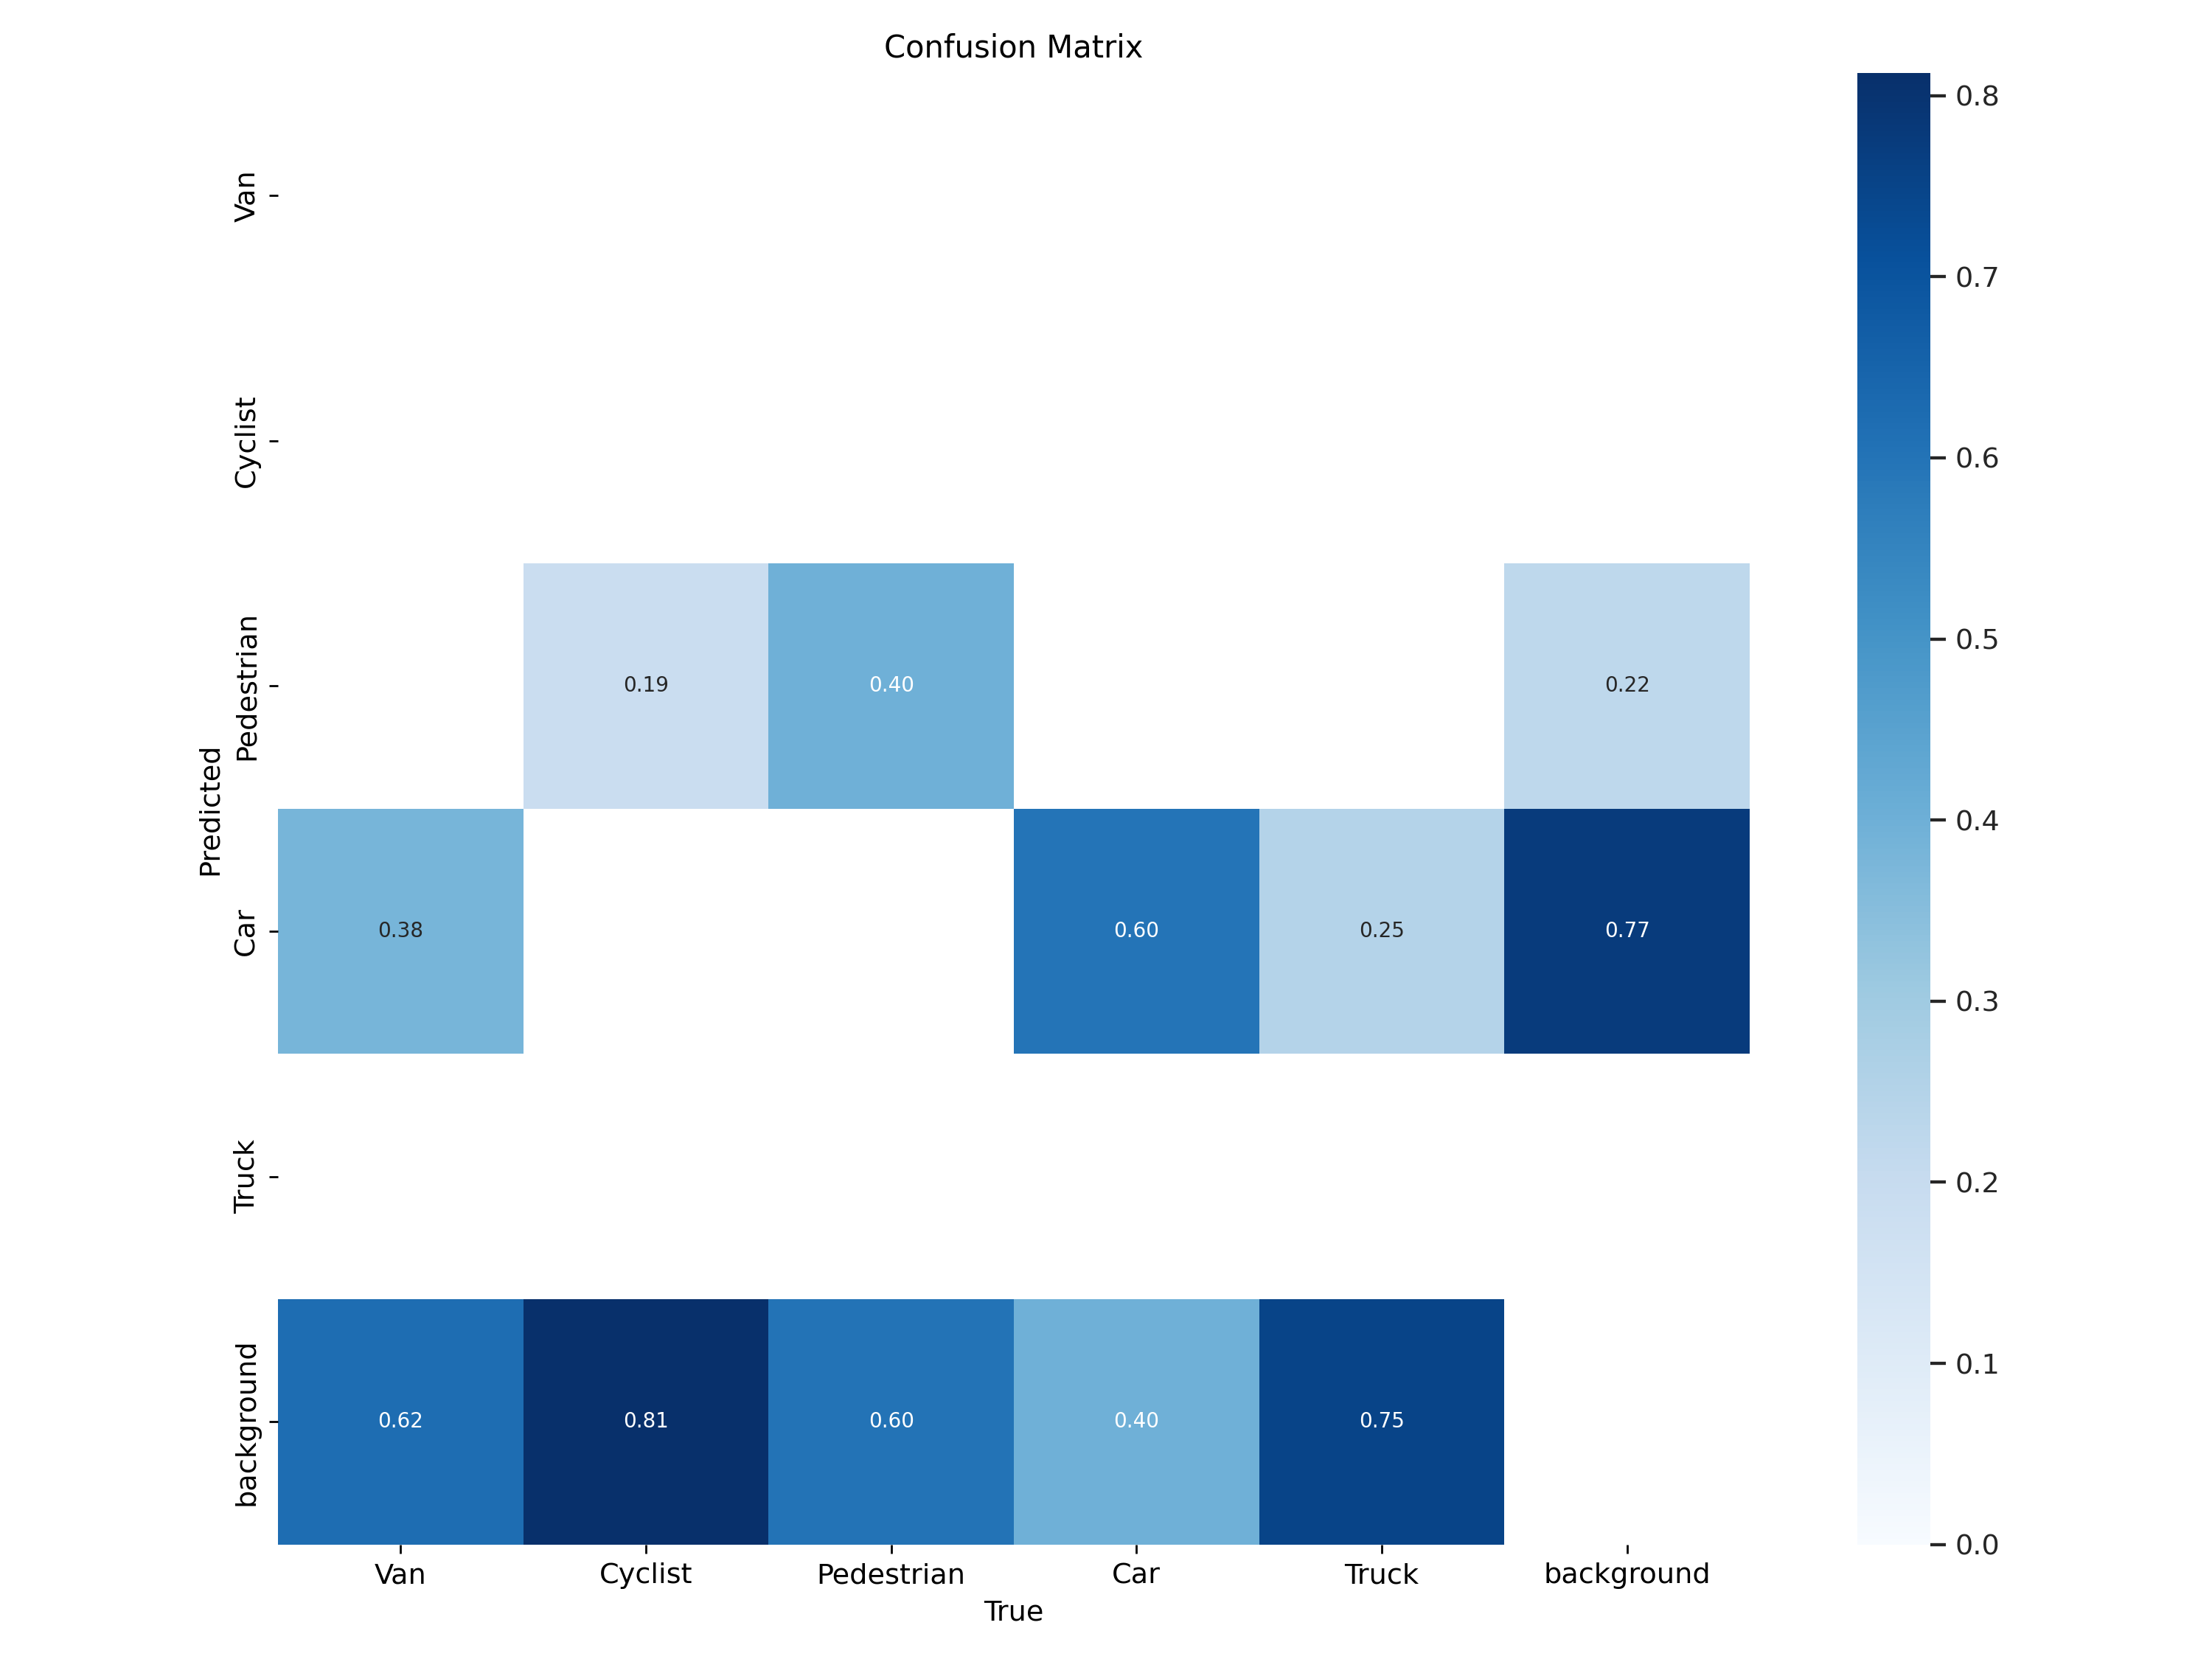 Confusion Matrix
Van
Cyclist
Pedestrian
Car
Truck
background
Predicted
0.19 0.40 0.22
0.38 0.60 0.25 0.77
0.62 0.81 0.60 0.40 0.75
Van Cyclist Pedestrian Car Truck background
True
0.8
0.7
0.6
0.5
0.4
0.3
0.2
0.1
0.0